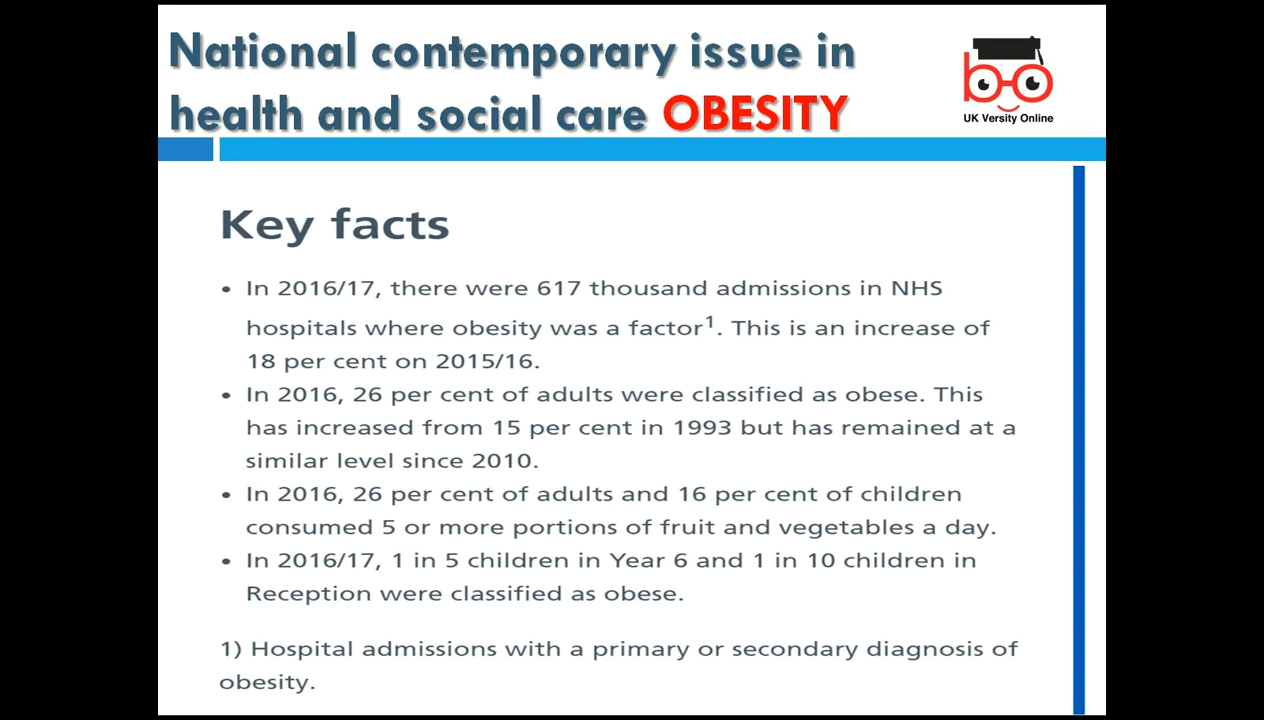 National contemporary issue in
health and social care OBESITY
UK Versity Online
Key facts
• In 2016/17, there were 617 thousand admissions in NHS
hospitals where obesity was a factor¹. This is an increase of
18 per cent on 2015/16.
• In 2016, 26 per cent of adults were classified as obese. This
has increased from 15 per cent in 1993 but has remained at a
similar level since 2010.
• In 2016, 26 per cent of adults and 16 per cent of children
consumed 5 or more portions of fruit and vegetables a day.
• In 2016/17, 1 in 5 children in Year 6 and 1 in 10 children in
Reception were classified as obese.
1) Hospital admissions with a primary or secondary diagnosis of
obesity.